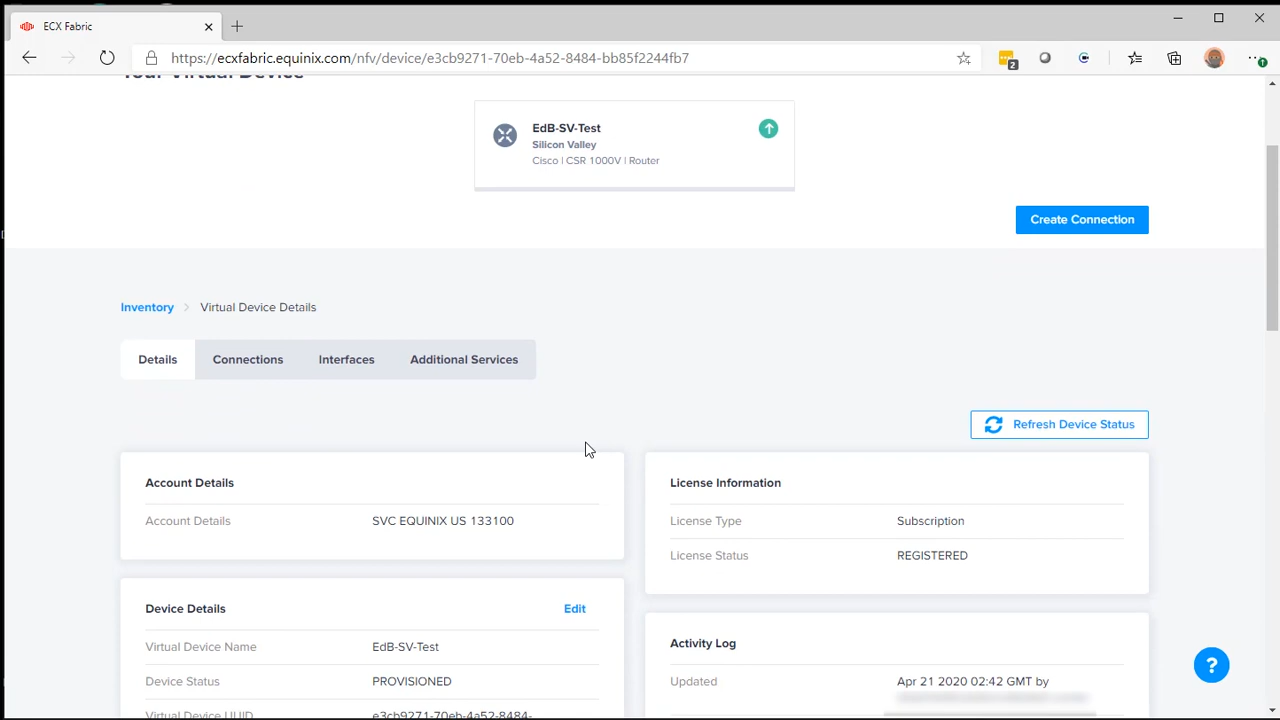 ECX Fabric
https://ecxfabric.equinix.com/nfv/device/e3cb9271-70eb-4a52-8484-bb85f2244fb7
2
Your Virtual Device
EdB-SV-Test
Silicon Valley
Cisco | CSR 1000V | Router
Create Connection
Inventory > Virtual Device Details
Details Connections Interfaces Additional Services
Refresh Device Status
Account Details
Account Details SVC EQUINIX US 133100
License Information
License Type Subscription
License Status REGISTERED
Device Details Edit
Virtual Device Name EdB-SV-Test
Device Status PROVISIONED
Virtual Device UUID e3cb9271-70eb-4a52-8484-
Activity Log
Updated Apr 21 2020 02:42 GMT by
?